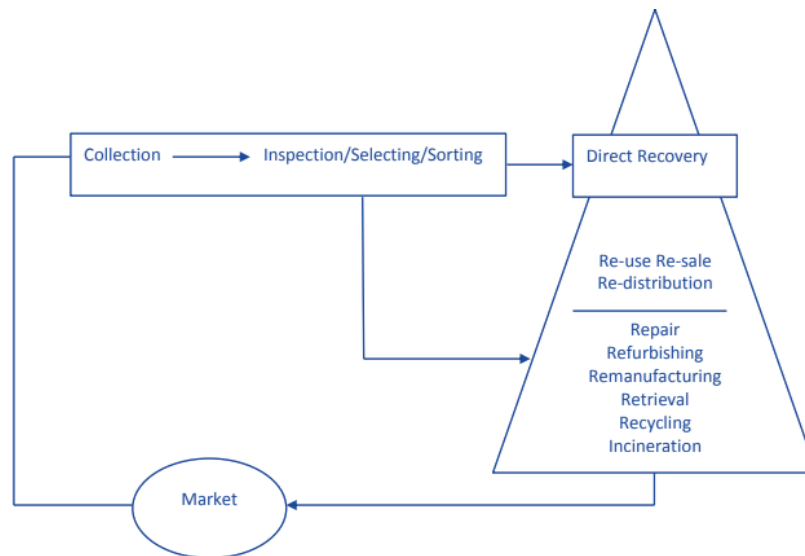 Collection
Inspection/Selecting/Sorting
Direct Recovery
Re-use Re-sale
Re-distribution
Repair
Refurbishing
Remanufacturing
Retrieval
Recycling
Incineration
Market